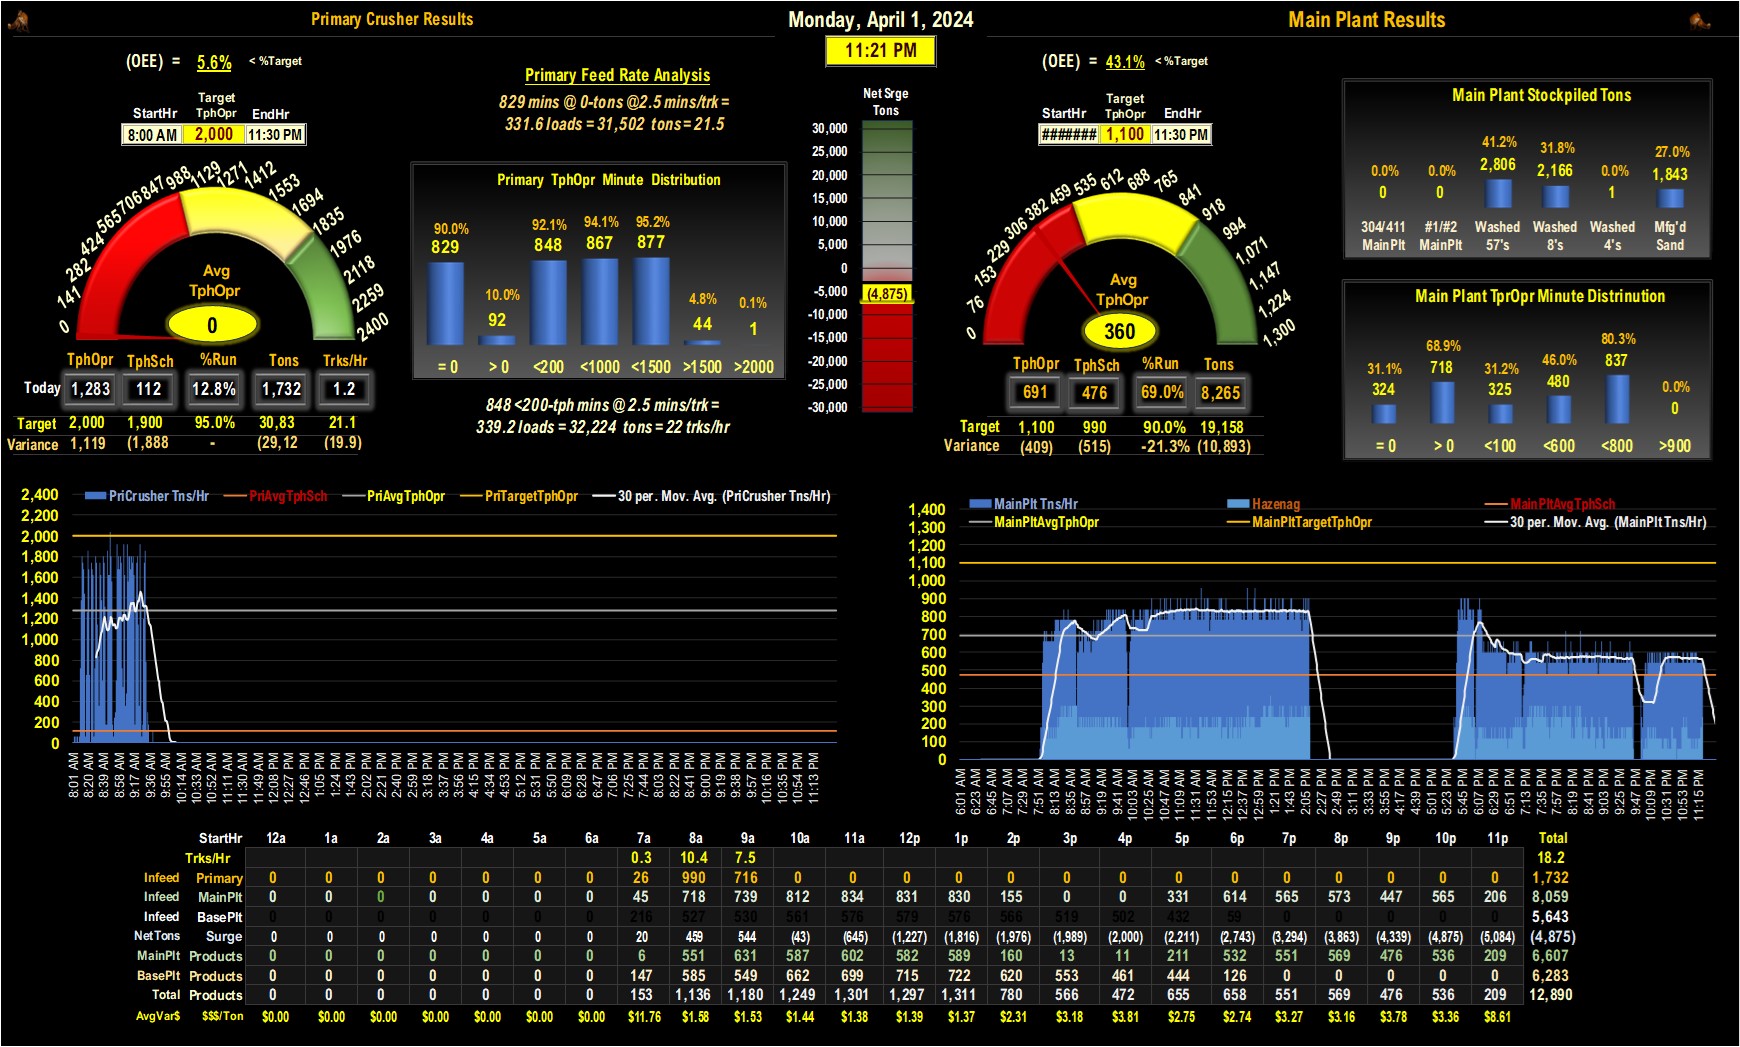 Primary Crusher Results
Monday, April 1, 2024
Main Plant Results
11:21 PM
(OEE) = 5.6% < %Target
Target
StartHr TphOpr EndHr
8:00 AM 2,000 11:30 PM
0 141 282 424 565 706 847 988 1129 1271 1412 1553 1694 1835 1976 2118 2259 2400
Avg
TphOpr
0
TphOpr TphSch %Run Tons Trks/Hr
Today 1,283 112 12.8% 1,732 1.2
Target 2,000 1,900 95.0% 30,83 21.1
Variance 1,119 (1,888 - (29,12 (19.9)
Primary Feed Rate Analysis
829 mins @ 0-tons @2.5 mins/trk =
331.6 loads = 31,502 tons = 21.5
Primary TphOpr Minute Distribution
90.0% 10.0% 92.1% 94.1% 95.2% 4.8% 0.1%
829 92 848 867 877 44 1
= 0 > 0 <200 <1000 <1500 >1500 >2000
848 <200-tph mins @ 2.5 mins/trk =
339.2 loads = 32,224 tons = 22 trks/hr
Net Srge
Tons
30,000
25,000
20,000
15,000
10,000
5,000
0
-5,000
(4,875)
-10,000
-15,000
-20,000
-25,000
-30,000
(OEE) = 43.1% < %Target
Target
StartHr TphOpr EndHr
####### 1,100 11:30 PM
0 76 153 229 306 382 459 535 612 688 765 841 918 994 1,071 1,147 1,224 1,300
Avg
TphOpr
360
TphOpr TphSch %Run Tons
691 476 69.0% 8,265
Target 1,100 990 90.0% 19,158
Variance (409) (515) -21.3% (10,893)
Main Plant Stockpiled Tons
0.0% 0.0% 41.2% 31.8% 0.0% 27.0%
0 0 2,806 2,166 1 1,843
304/411 #1/#2 Washed Washed Washed Mfg'd
MainPlt MainPlt 57's 8's 4's Sand
Main Plant TprOpr Minute Distrinution
31.1% 68.9% 31.2% 46.0% 80.3% 0.0%
324 718 325 480 837 0
= 0 > 0 <100 <600 <800 >900
PriCrusher Tns/Hr PriAvgTphSch PriAvgTphOpr PriTargetTphOpr 30 per. Mov. Avg. (PriCrusher Tns/Hr)
2,400
2,200
2,000
1,800
1,600
1,400
1,200
1,000
800
600
400
200
0
8:01 AM 8:20 AM 8:39 AM 8:58 AM 9:17 AM 9:36 AM 9:55 AM 10:14 AM 10:33 AM 10:52 AM 11:11 AM 11:30 AM 11:49 AM 12:08 PM 12:27 PM 12:46 PM 1:05 PM 1:24 PM 1:43 PM 2:02 PM 2:21 PM 2:40 PM 2:59 PM 3:18 PM 3:37 PM 3:56 PM 4:15 PM 4:34 PM 4:53 PM 5:12 PM 5:31 PM 5:50 PM 6:09 PM 6:28 PM 6:47 PM 7:06 PM 7:25 PM 7:44 PM 8:03 PM 8:22 PM 8:41 PM 9:00 PM 9:19 PM 9:38 PM 9:57 PM 10:16 PM 10:35 PM 10:54 PM 11:13 PM
MainPlt Tns/Hr Hazenag MainPltAvgTphSch
MainPltAvgTphOpr MainPltTargetTphOpr 30 per. Mov. Avg. (MainPlt Tns/Hr)
1,400
1,300
1,200
1,100
1,000
900
800
700
600
500
400
300
200
100
0
6:01 AM 6:23 AM 6:45 AM 7:07 AM 7:29 AM 7:51 AM 8:13 AM 8:35 AM 8:57 AM 9:19 AM 9:41 AM 10:03 AM 10:25 AM 10:47 AM 11:09 AM 11:31 AM 11:53 AM 12:15 PM 12:37 PM 12:59 PM 1:21 PM 1:43 PM 2:05 PM 2:27 PM 2:49 PM 3:11 PM 3:33 PM 3:55 PM 4:17 PM 4:39 PM 5:01 PM 5:23 PM 5:45 PM 6:07 PM 6:29 PM 6:51 PM 7:13 PM 7:35 PM 7:57 PM 8:19 PM 8:41 PM 9:03 PM 9:25 PM 9:47 PM 10:09 PM 10:31 PM 10:53 PM 11:15 PM
StartHr 12a 1a 2a 3a 4a 5a 6a 7a 8a 9a 10a 11a 12p 1p 2p 3p 4p 5p 6p 7p 8p 9p 10p 11p Total
Trks/Hr 0.3 10.4 7.5 18.2
Infeed Primary 0 0 0 0 0 0 0 26 990 716 0 0 0 0 0 0 0 0 0 0 0 0 0 0 1,732
Infeed MainPlt 0 0 0 0 0 0 0 45 718 739 812 834 831 830 155 0 0 331 614 565 573 447 565 206 8,059
Infeed BasePlt 0 0 0 0 0 0 0 216 527 530 561 576 579 576 566 519 502 432 59 0 0 0 0 0 5,643
NetTons Surge 0 0 0 0 0 0 0 20 459 544 (43) (645) (1,227) (1,816) (1,976) (1,989) (2,000) (2,211) (2,743) (3,294) (3,863) (4,339) (4,875) (5,084) (4,875)
MainPlt Products 0 0 0 0 0 0 0 6 551 631 587 602 582 589 160 13 11 211 532 551 569 476 536 209 6,607
BasePlt Products 0 0 0 0 0 0 0 147 585 549 662 699 715 722 620 553 461 444 126 0 0 0 0 0 6,283
Total Products 0 0 0 0 0 0 0 153 1,136 1,180 1,249 1,301 1,297 1,311 780 566 472 655 658 551 569 476 536 209 12,890
AvgVar$ $$$/Ton $0.00 $0.00 $0.00 $0.00 $0.00 $0.00 $0.00 $11.76 $1.58 $1.53 $1.44 $1.38 $1.39 $1.37 $2.31 $3.18 $3.81 $2.75 $2.74 $3.27 $3.16 $3.78 $3.36 $8.61